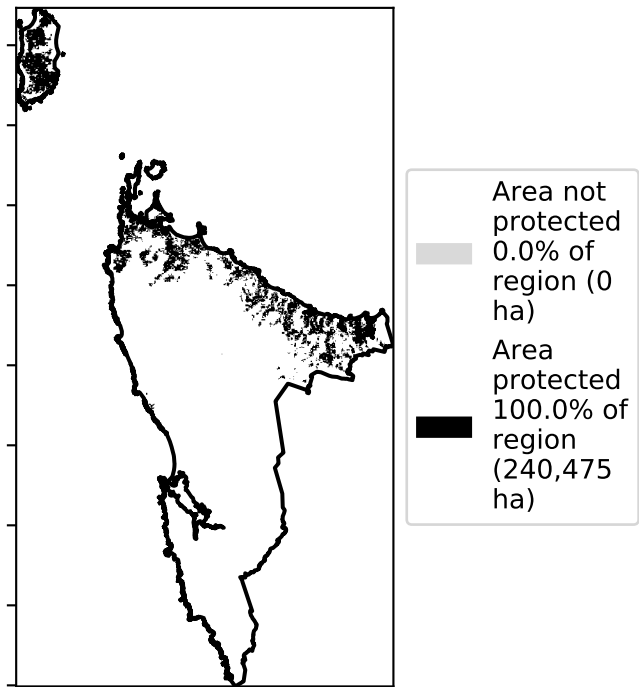 Area not
protected
0.0% of
region (0
ha)
Area
protected
100.0% of
region
(240,475
ha)